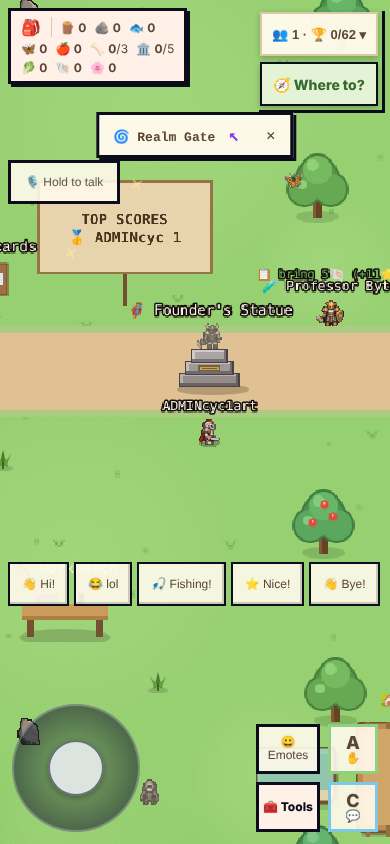 0 0 0
0 0 0/3 0/5
0 0 0
1 · 0/62 ▾
Where to?
Realm Gate ×
Hold to talk
TOP SCORES
ADMINcyc 1
ards
bring 5 (+11
Professor Byt
Founder's Statue
ADMINcyclart
Hi!
lol
Fishing!
Nice!
Bye!
Emotes
A
Tools
C